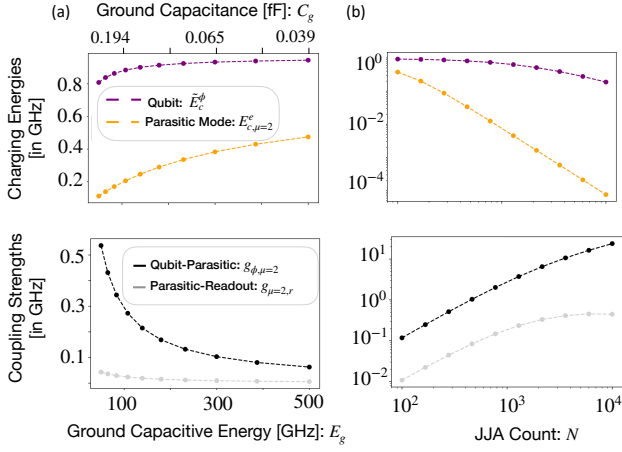 (a) Ground Capacitance [fF]: C_g (b)
0.194 0.065 0.039
Charging Energies
[in GHz]
0.8
0.6
0.4
0.2
Qubit: Ẽ_c^ϕ
Parasitic Mode: E^e_{c,μ=2}
10^0
10^{-2}
10^{-4}
Coupling Strengths
[in GHz]
0.5
0.3
0.1
Qubit-Parasitic: g_{ϕ,μ=2}
Parasitic-Readout: g_{μ=2,r}
10^1
10^0
10^{-1}
10^{-2}
100 300 500
10^2 10^3 10^4
Ground Capacitive Energy [GHz]: E_g
JJA Count: N